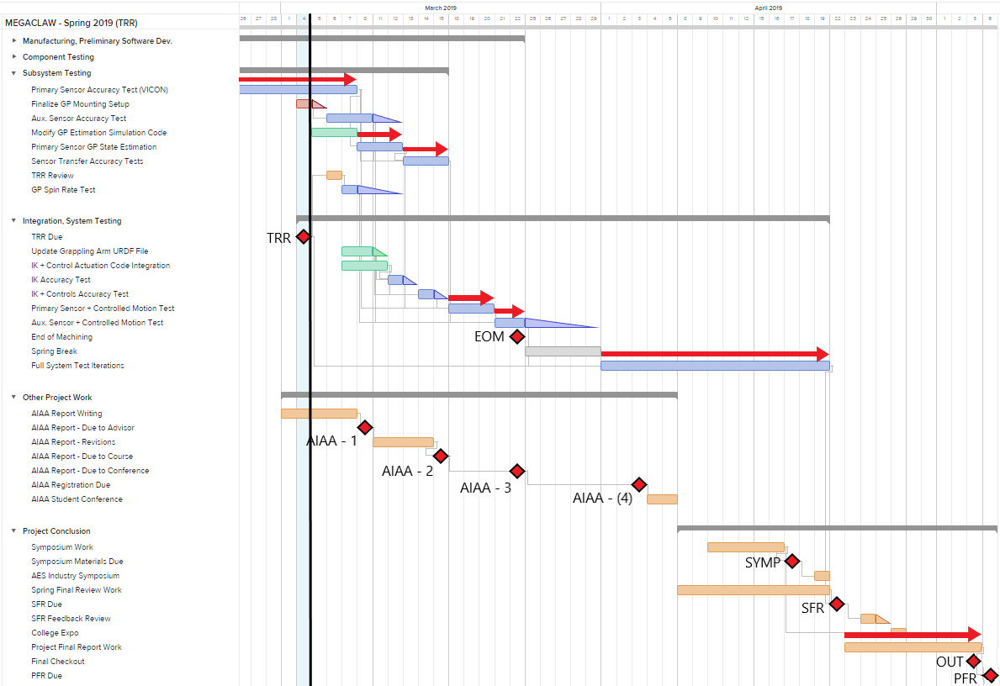 March 2019 April 2019
26 27 28 1 4 5 6 7 8 11 12 13 14 15 18 19 20 21 22 25 26 27 28 29 1 2 3 4 5 8 9 10 11 12 15 16 17 18 19 22 23 24 25 26 29 30 1 2 3 6
MEGACLAW - Spring 2019 (TRR)
Manufacturing, Preliminary Software Dev.
Component Testing
Subsystem Testing
Primary Sensor Accuracy Test (VICON)
Finalize GP Mounting Setup
Aux. Sensor Accuracy Test
Modify GP Estimation Simulation Code
Primary Sensor GP State Estimation
Sensor Transfer Accuracy Tests
TRR Review
GP Spin Rate Test
Integration, System Testing
TRR Due TRR
Update Grappling Arm URDF File
IK + Control Actuation Code Integration
IK Accuracy Test
IK + Controls Accuracy Test
Primary Sensor + Controlled Motion Test
Aux. Sensor + Controlled Motion Test
End of Machining EOM
Spring Break
Full System Test Iterations
Other Project Work
AIAA Report Writing
AIAA Report - Due to Advisor
AIAA - 1
AIAA Report - Revisions
AIAA Report - Due to Course
AIAA - 2
AIAA Report - Due to Conference
AIAA Registration Due AIAA - 3
AIAA Student Conference AIAA - (4)
Project Conclusion
Symposium Work
Symposium Materials Due SYMP
AES Industry Symposium
Spring Final Review Work
SFR Due SFR
SFR Feedback Review
College Expo
Project Final Report Work
Final Checkout OUT
PFR Due PFR